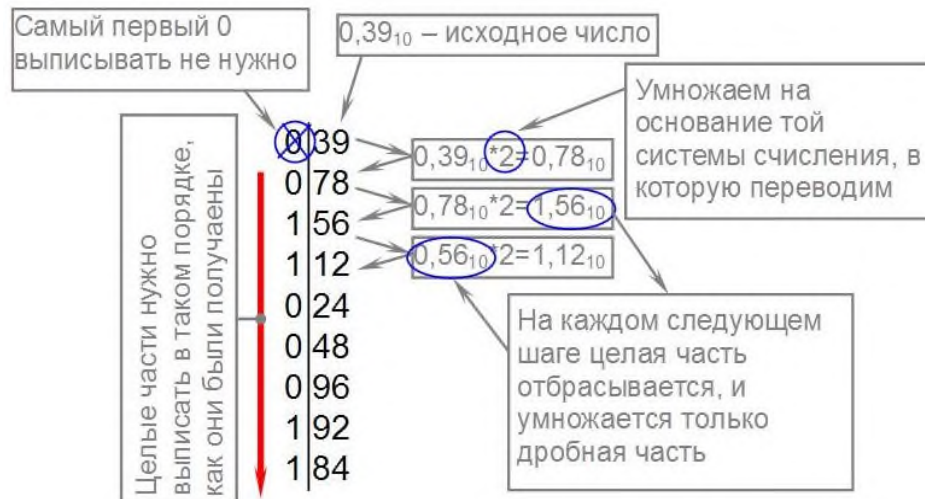 Самый первый 0
выписывать не нужно
0,39₁₀ – исходное число
Умножаем на
основание той
системы счисления, в
которую переводим
Целые части нужно
выписать в таком порядке,
как они были получаены
0 39
0 78
1 56
1 12
0 24
0 48
0 96
1 92
1 84
0,39₁₀*2=0,78₁₀
0,78₁₀*2=1,56₁₀
0,56₁₀*2=1,12₁₀
На каждом следующем
шаге целая часть
отбрасывается, и
умножается только
дробная часть